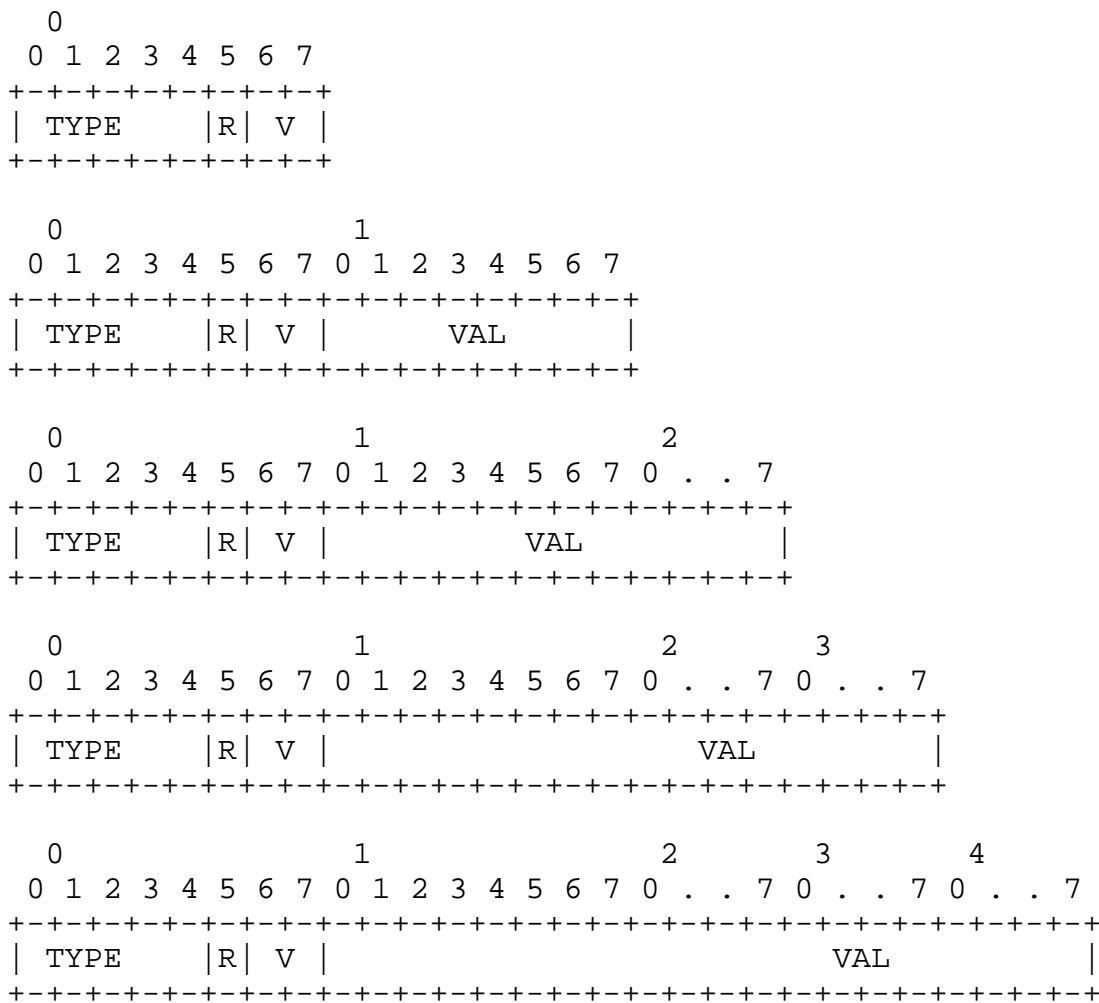 0
 0 1 2 3 4 5 6 7
+-+-+-+-+-+-+-+-+
| TYPE    |R| V |
+-+-+-+-+-+-+-+-+

  0               1
 0 1 2 3 4 5 6 7 0 1 2 3 4 5 6 7
+-+-+-+-+-+-+-+-+-+-+-+-+-+-+-+-+
| TYPE    |R| V |      VAL      |
+-+-+-+-+-+-+-+-+-+-+-+-+-+-+-+-+

  0               1               2
 0 1 2 3 4 5 6 7 0 1 2 3 4 5 6 7 0 . . 7
+-+-+-+-+-+-+-+-+-+-+-+-+-+-+-+-+-+-+-+-+
| TYPE    |R| V |          VAL          |
+-+-+-+-+-+-+-+-+-+-+-+-+-+-+-+-+-+-+-+-+

  0               1               2       3
 0 1 2 3 4 5 6 7 0 1 2 3 4 5 6 7 0 . . 7 0 . . 7
+-+-+-+-+-+-+-+-+-+-+-+-+-+-+-+-+-+-+-+-+-+-+-+-+
| TYPE    |R| V |                   VAL         |
+-+-+-+-+-+-+-+-+-+-+-+-+-+-+-+-+-+-+-+-+-+-+-+-+

  0               1               2       3       4
 0 1 2 3 4 5 6 7 0 1 2 3 4 5 6 7 0 . . 7 0 . . 7 0 . . 7
+-+-+-+-+-+-+-+-+-+-+-+-+-+-+-+-+-+-+-+-+-+-+-+-+-+-+-+-+
| TYPE    |R| V |                          VAL          |
+-+-+-+-+-+-+-+-+-+-+-+-+-+-+-+-+-+-+-+-+-+-+-+-+-+-+-+-+